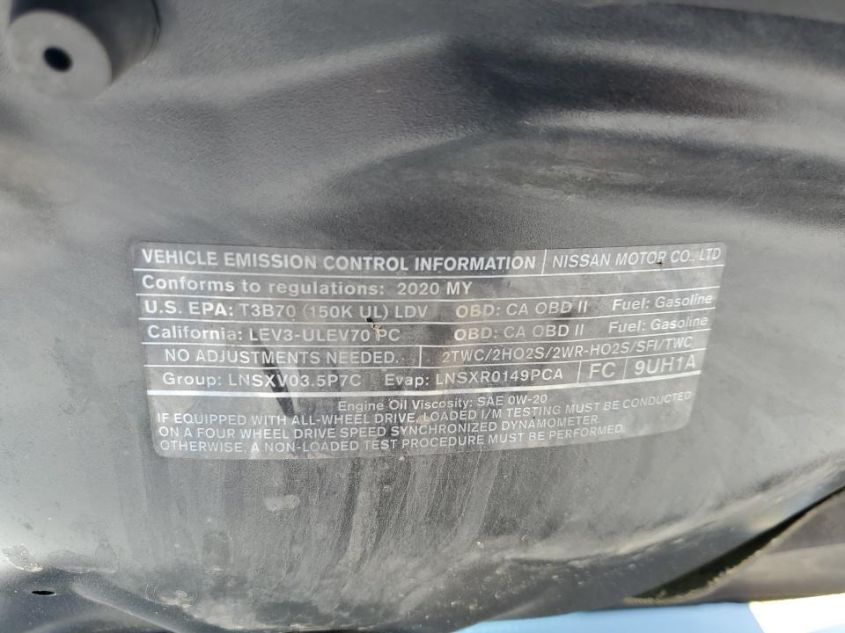 VEHICLE EMISSION CONTROL INFORMATION NISSAN MOTOR CO., LTD
Conforms to regulations: 2020 MY
U.S. EPA: T3B70 (150K UL) LDV OBD: CA OBD II Fuel: Gasoline
California: LEV3-ULEV70 PC OBD: CA OBD II Fuel: Gasoline
NO ADJUSTMENTS NEEDED. 2TWC/2HO2S/2WR-HO2S/SFI/TWC
Group: LNSXV03.5P7C Evap: LNSXR0149PCA FC 9UH1A
Engine Oil Viscosity: SAE 0W-20
IF EQUIPPED WITH ALL-WHEEL DRIVE, LOADED I/M TESTING MUST BE CONDUCTED
ON A FOUR WHEEL DRIVE SPEED SYNCHRONIZED DYNAMOMETER.
OTHERWISE, A NON-LOADED TEST PROCEDURE MUST BE PERFORMED.